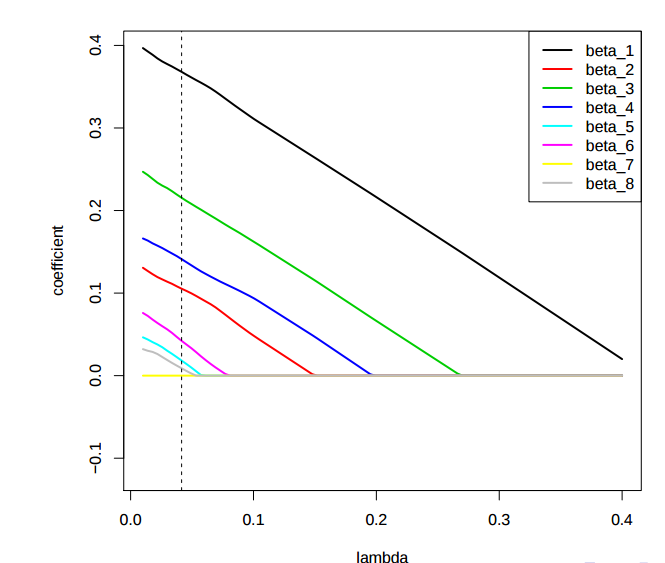 beta_1
beta_2
beta_3
beta_4
beta_5
beta_6
beta_7
beta_8
coefficient
0.4
0.3
0.2
0.1
0.0
−0.1
0.0 0.1 0.2 0.3 0.4
lambda